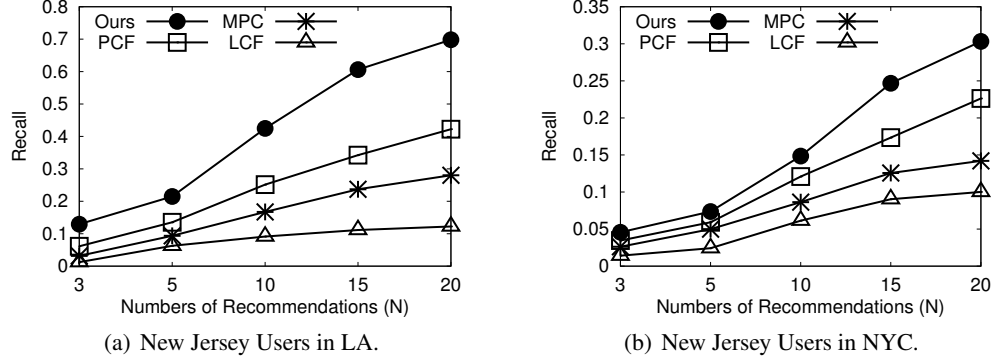 Ours MPC
PCF LCF
0.8
0.7
0.6
0.5
0.4
0.3
0.2
0.1
0
Recall
3 5 10 15 20
Numbers of Recommendations (N)
(a) New Jersey Users in LA.
Ours MPC
PCF LCF
0.35
0.3
0.25
0.2
0.15
0.1
0.05
0
Recall
3 5 10 15 20
Numbers of Recommendations (N)
(b) New Jersey Users in NYC.